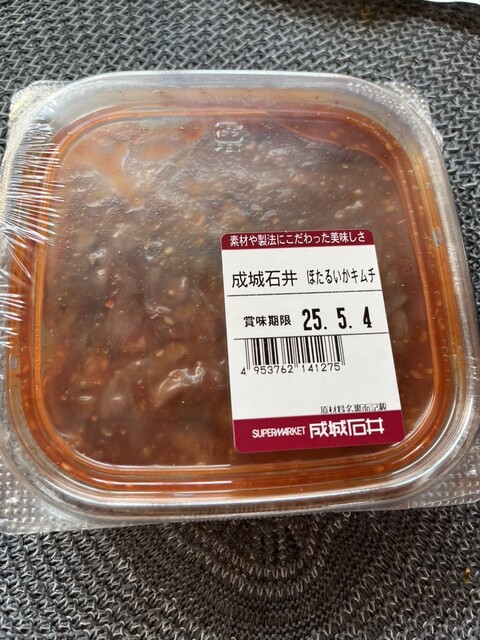 素材や製法にこだわった美味しさ
成城石井 ほたるいかキムチ
賞味期限 25.5.4
4 953762 141275
原材料名裏面記載
SUPERMARKET 成城石井